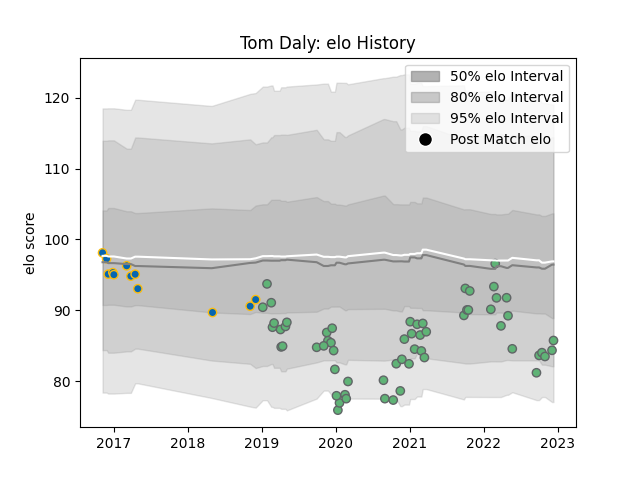 Tom Daly: elo History
50% elo Interval
80% elo Interval
95% elo Interval
Post Match elo
elo score
120
110
100
90
80
2017 2018 2019 2020 2021 2022 2023